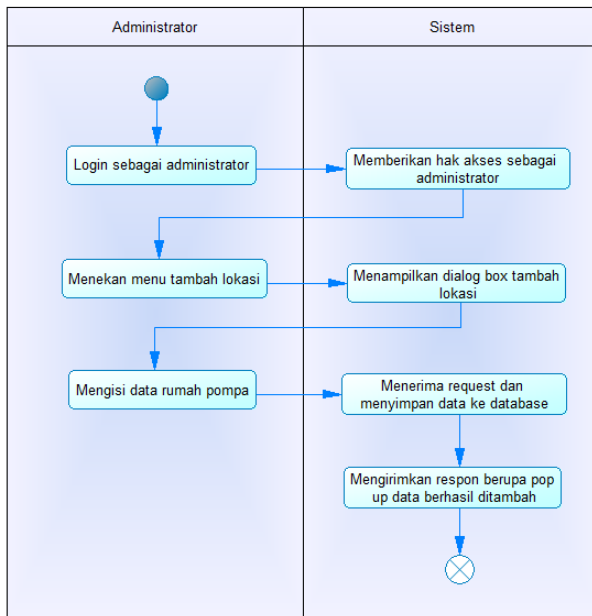 Administrator
Sistem
Login sebagai administrator
Memberikan hak akses sebagai
administrator
Menekan menu tambah lokasi
Menampilkan dialog box tambah
lokasi
Mengisi data rumah pompa
Menerima request dan
menyimpan data ke database
Mengirimkan respon berupa pop
up data berhasil ditambah